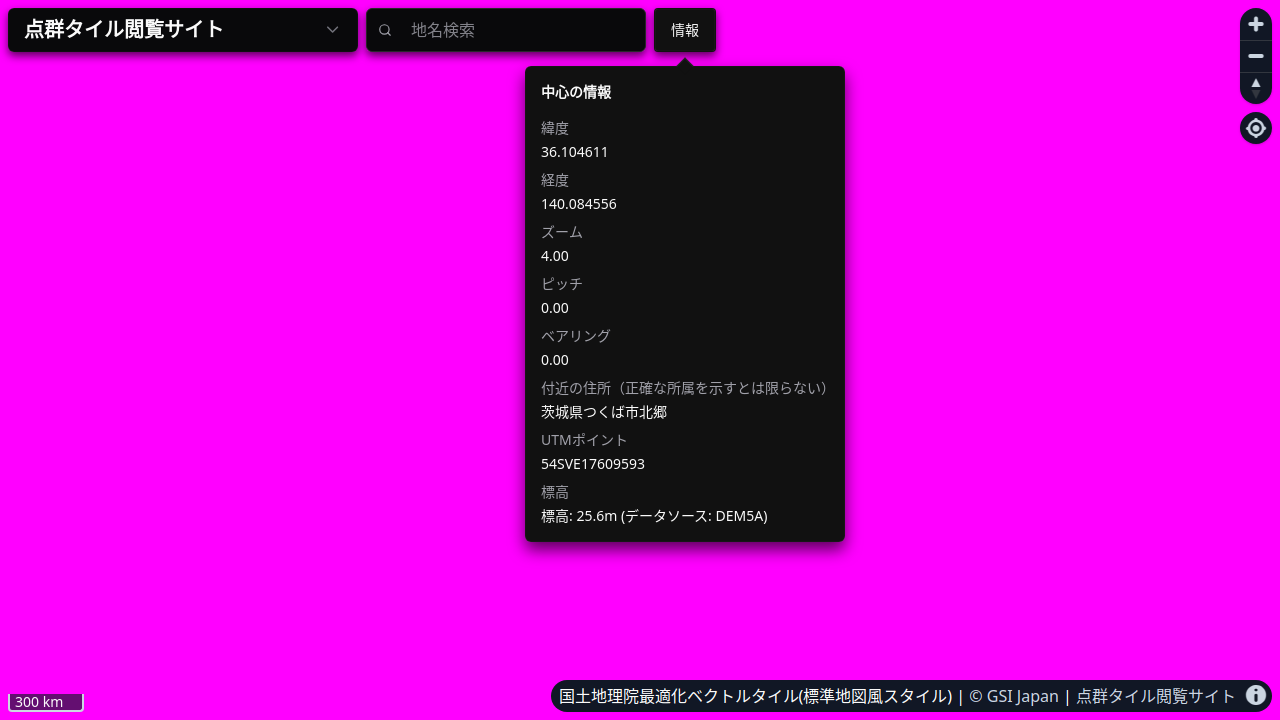 点群タイル閲覧サイト
地名検索
情報
中心の情報
緯度
36.104611
経度
140.084556
ズーム
4.00
ピッチ
0.00
ベアリング
0.00
付近の住所（正確な所属を示すとは限らない）
茨城県つくば市北郷
UTMポイント
54SVE17609593
標高
標高: 25.6m (データソース: DEM5A)
300 km
国土地理院最適化ベクトルタイル(標準地図風スタイル) | © GSI Japan | 点群タイル閲覧サイト